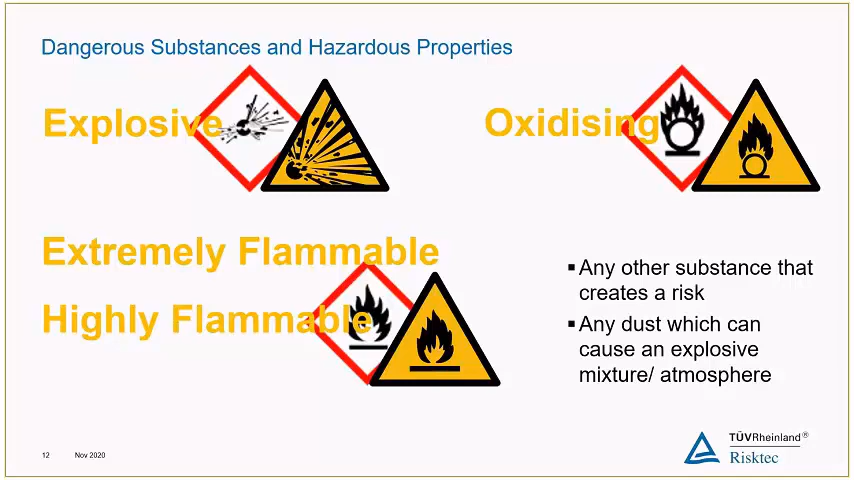 Dangerous Substances and Hazardous Properties
Explosive
Oxidising
Extremely Flammable
Highly Flammable
▪Any other substance that
creates a risk
▪Any dust which can
cause an explosive
mixture/ atmosphere
12 Nov 2020
TÜVRheinland®
Risktec